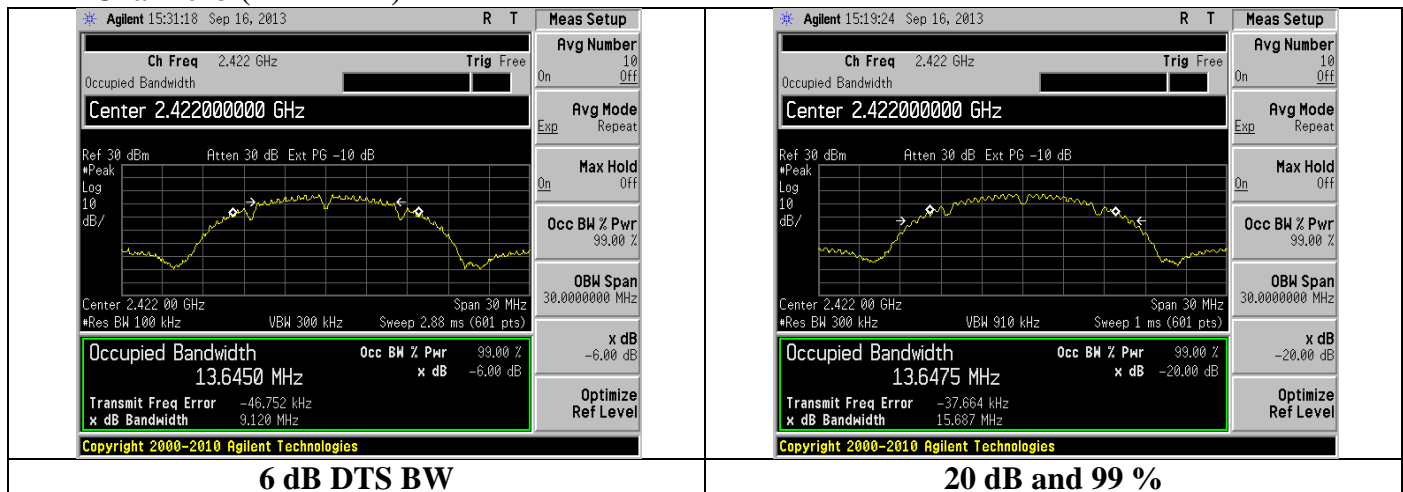 Agilent 15:31:18 Sep 16, 2013 R T Meas Setup
Ch Freq 2.422 GHz Trig Free
Occupied Bandwidth
Center 2.422000000 GHz
Ref 30 dBm Atten 30 dB Ext PG -10 dB
#Peak
Log
10
dB/
Center 2.422 00 GHz Span 30 MHz
#Res BW 100 kHz VBW 300 kHz Sweep 2.88 ms (601 pts)
Occupied Bandwidth Occ BW % Pwr 99.00 %
13.6450 MHz x dB -6.00 dB
Transmit Freq Error -46.752 kHz
x dB Bandwidth 9.120 MHz
Copyright 2000-2010 Agilent Technologies
Avg Number
10
On Off
Avg Mode
Exp Repeat
Max Hold
On Off
Occ BW % Pwr
99.00 %
OBW Span
30.0000000 MHz
x dB
-6.00 dB
Optimize
Ref Level
6 dB DTS BW
Agilent 15:19:24 Sep 16, 2013 R T Meas Setup
Ch Freq 2.422 GHz Trig Free
Occupied Bandwidth
Center 2.422000000 GHz
Ref 30 dBm Atten 30 dB Ext PG -10 dB
#Peak
Log
10
dB/
Center 2.422 00 GHz Span 30 MHz
#Res BW 300 kHz VBW 910 kHz Sweep 1 ms (601 pts)
Occupied Bandwidth Occ BW % Pwr 99.00 %
13.6475 MHz x dB -20.00 dB
Transmit Freq Error -37.664 kHz
x dB Bandwidth 15.687 MHz
Copyright 2000-2010 Agilent Technologies
Avg Number
10
On Off
Avg Mode
Exp Repeat
Max Hold
On Off
Occ BW % Pwr
99.00 %
OBW Span
30.0000000 MHz
x dB
-20.00 dB
Optimize
Ref Level
20 dB and 99 %